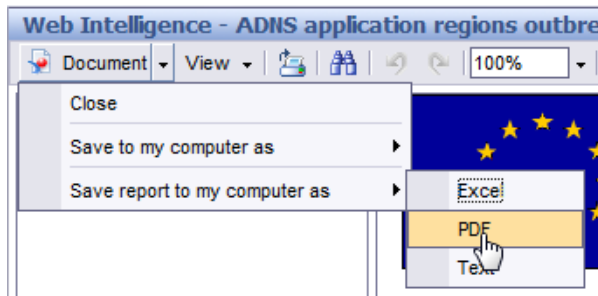 Web Intelligence - ADNS application regions outbre
Document View 100%
Close
Save to my computer as
Save report to my computer as
Excel
PDF
Text